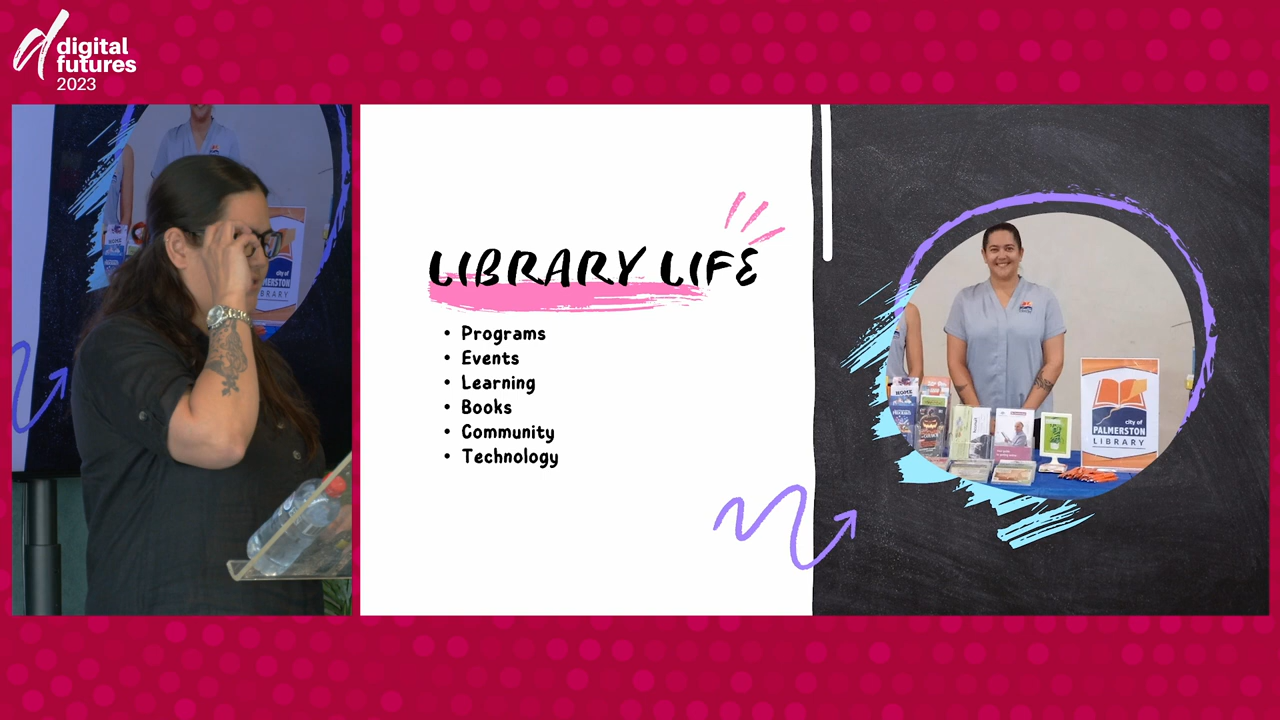 digital
futures
2023
LIBRARY LIFE
• Programs
• Events
• Learning
• Books
• Community
• Technology
city of
PALMERSTON
LIBRARY